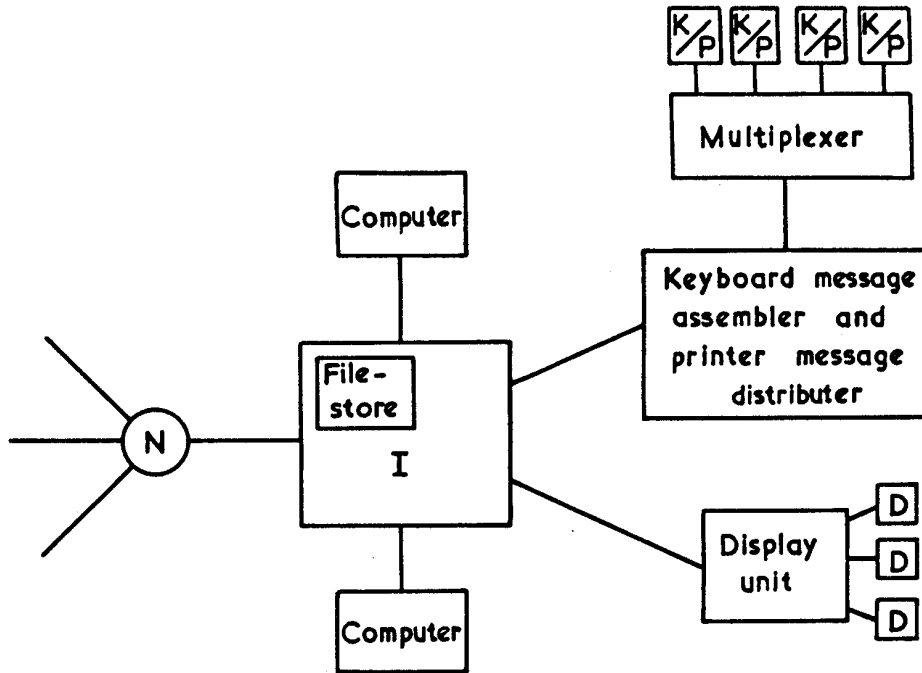 K/P K/P K/P K/P
Multiplexer
Computer
Keyboard message
assembler and
printer message
distributer
File-
store
N
I
D
Display
unit
D
D
Computer